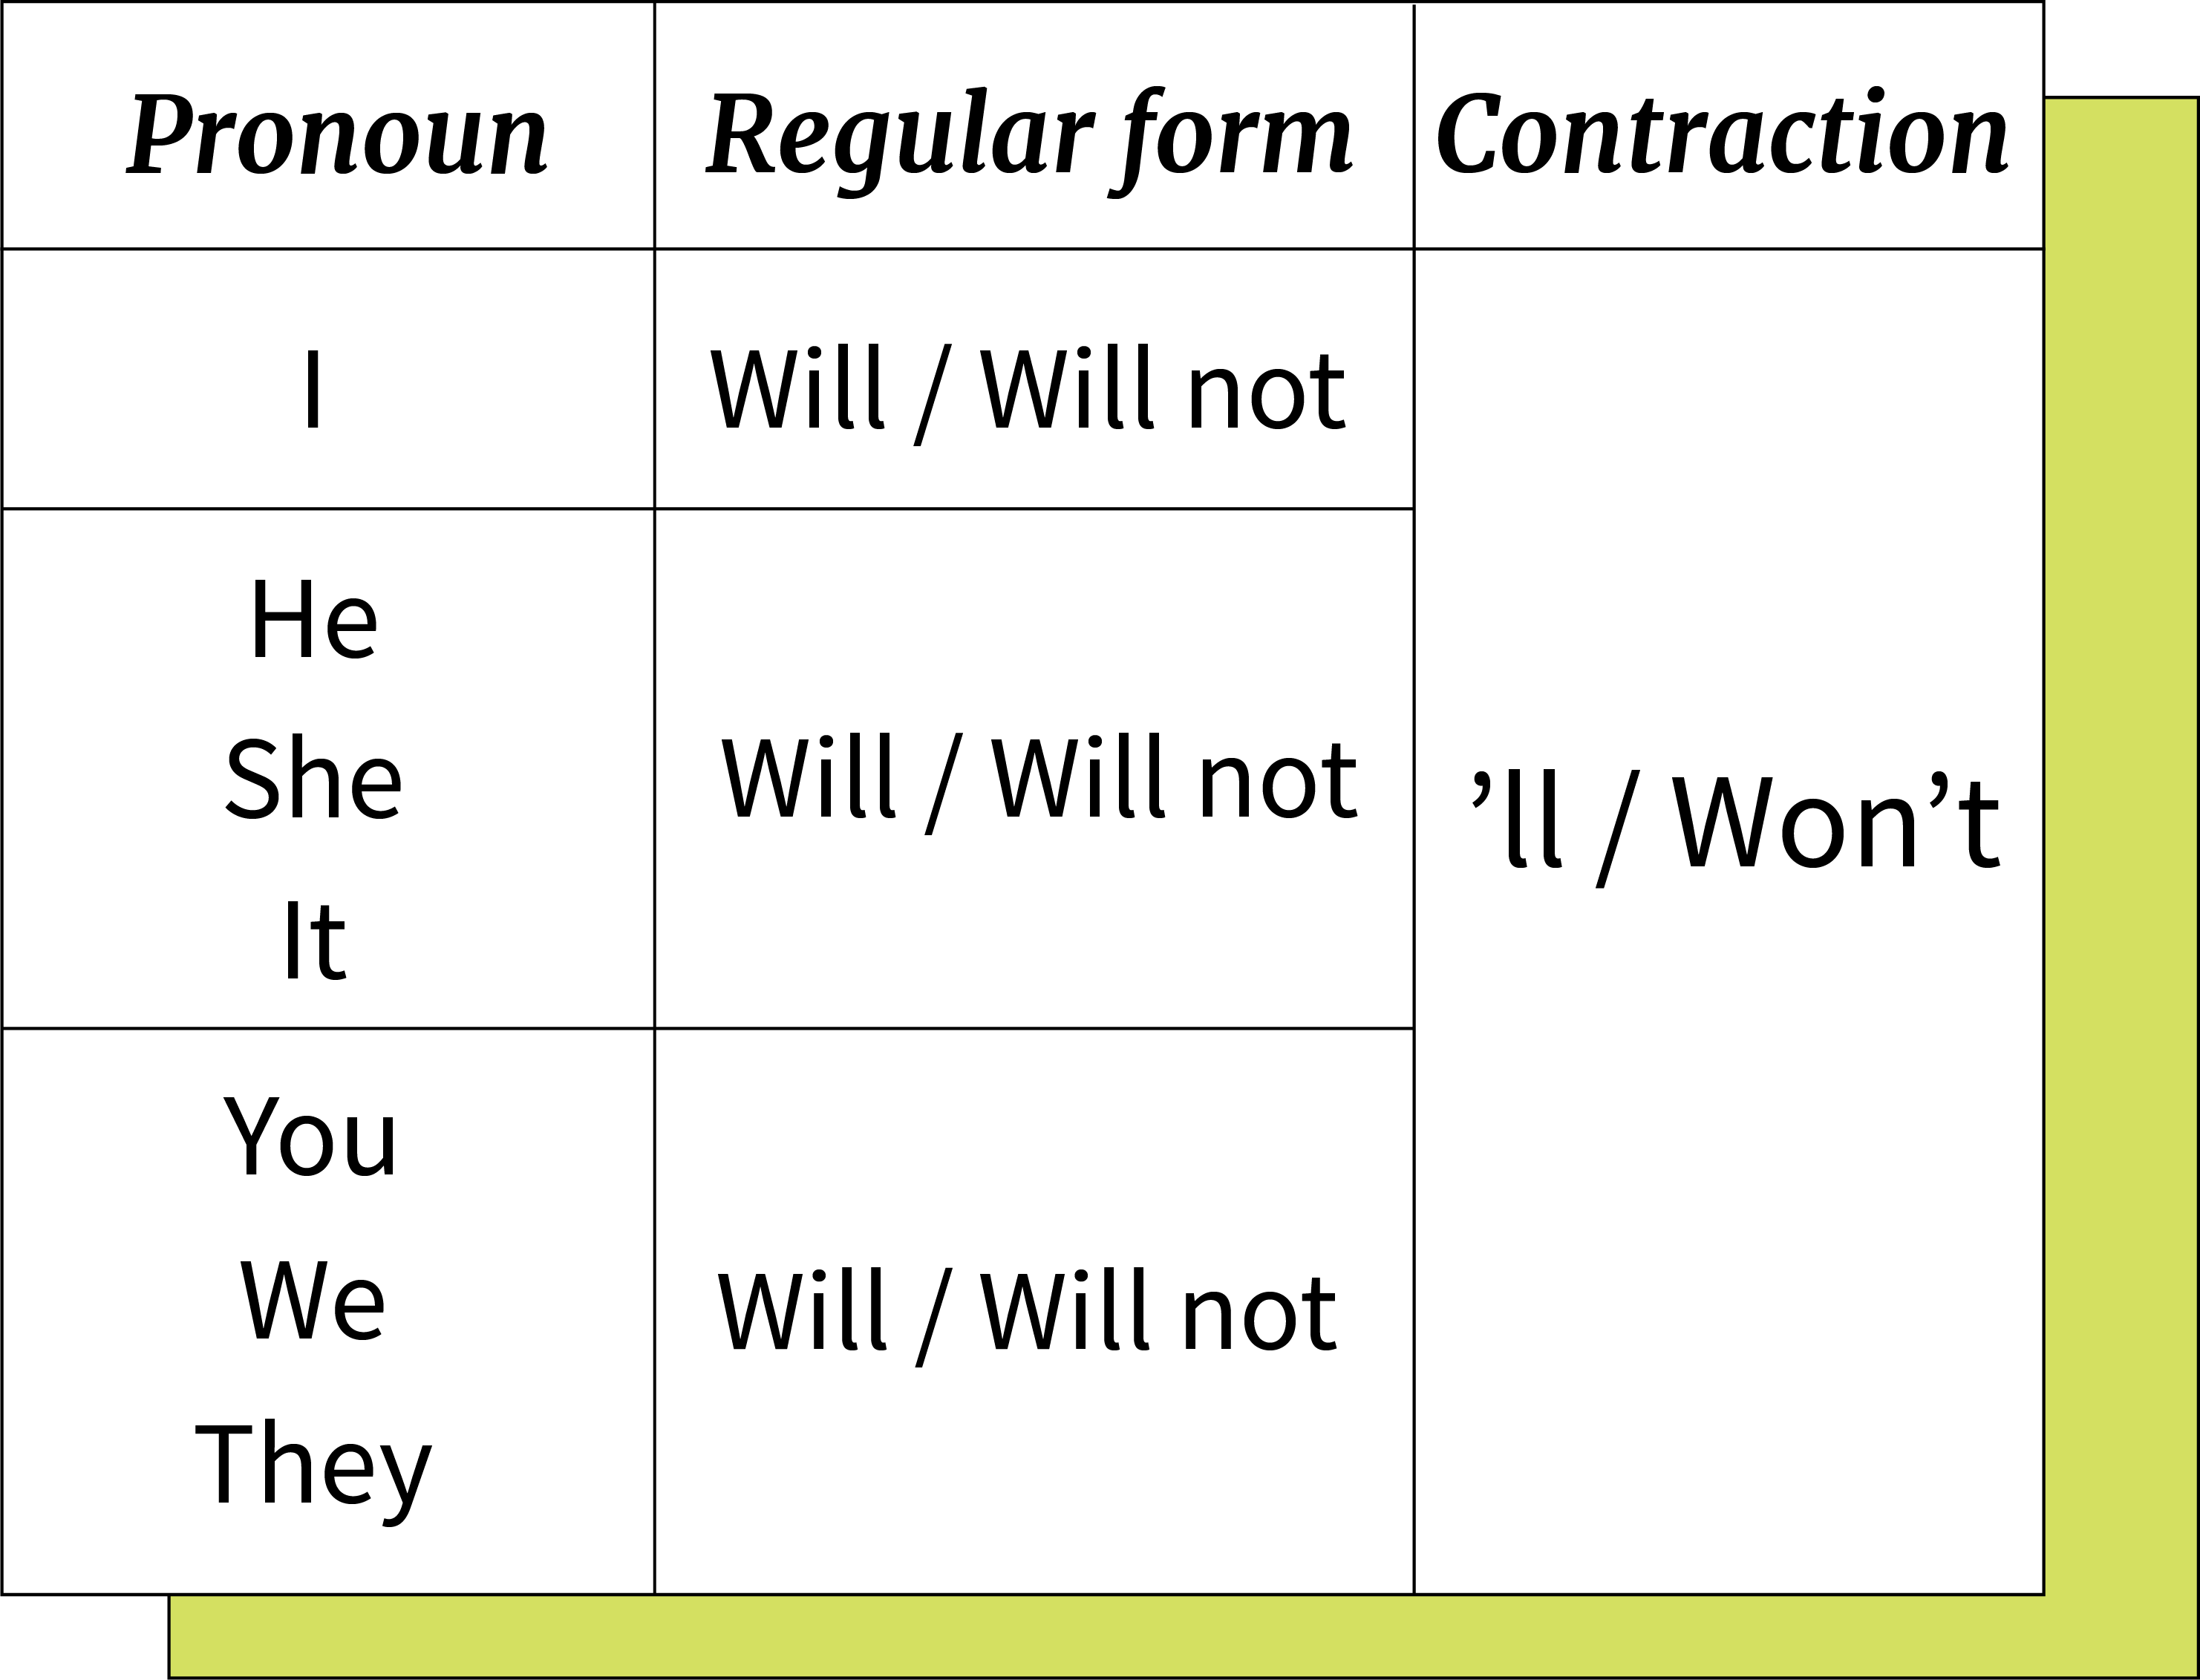 Pronoun Regular form Contraction
I Will / Will not
He
She Will / Will not ’ll / Won’t
It
You
We Will / Will not
They